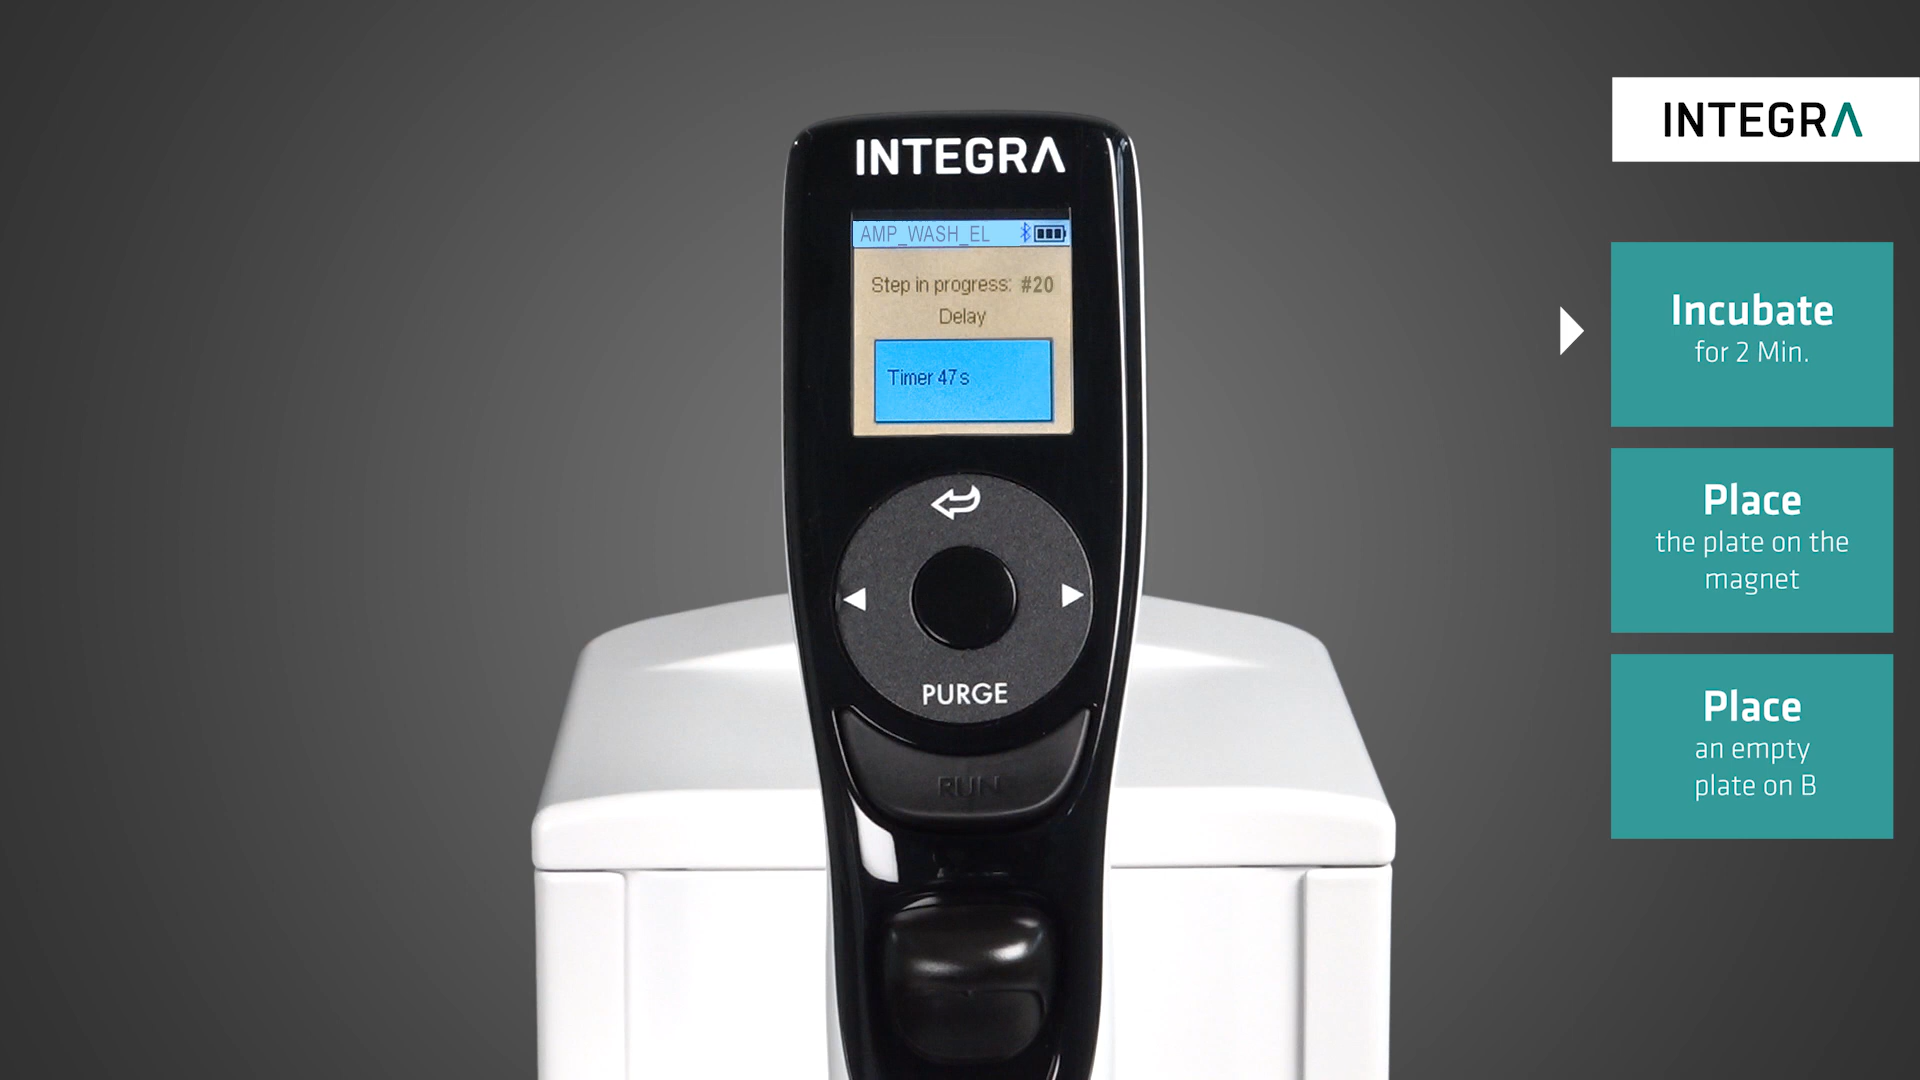 INTEGRA
AMP_WASH_EL
Step in progress: #20
Delay
Timer 47s
PURGE
RUN
INTEGRA
Incubate
for 2 Min.
Place
the plate on the
magnet
Place
an empty
plate on B